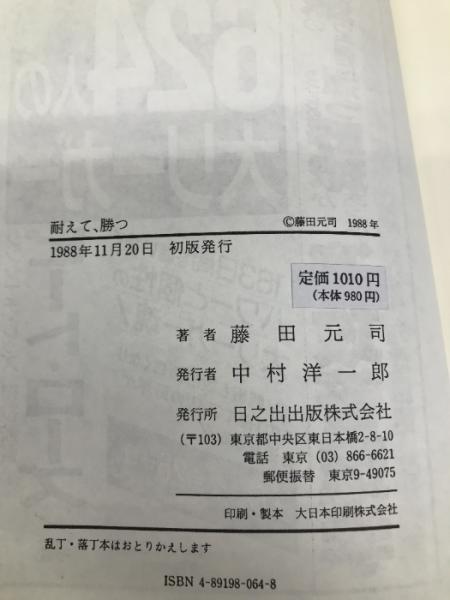 耐えて、勝つ
©藤田元司 1988年
1988年11月20日 初版発行
定価1010円
(本体980円)
著者 藤田元司
発行者 中村洋一郎
発行所 日之出出版株式会社
(〒103) 東京都中央区東日本橋2-8-10
電話 東京(03)866-6621
郵便振替 東京9-49075
印刷・製本 大日本印刷株式会社
乱丁・落丁本はおとりかえします
ISBN 4-89198-064-8